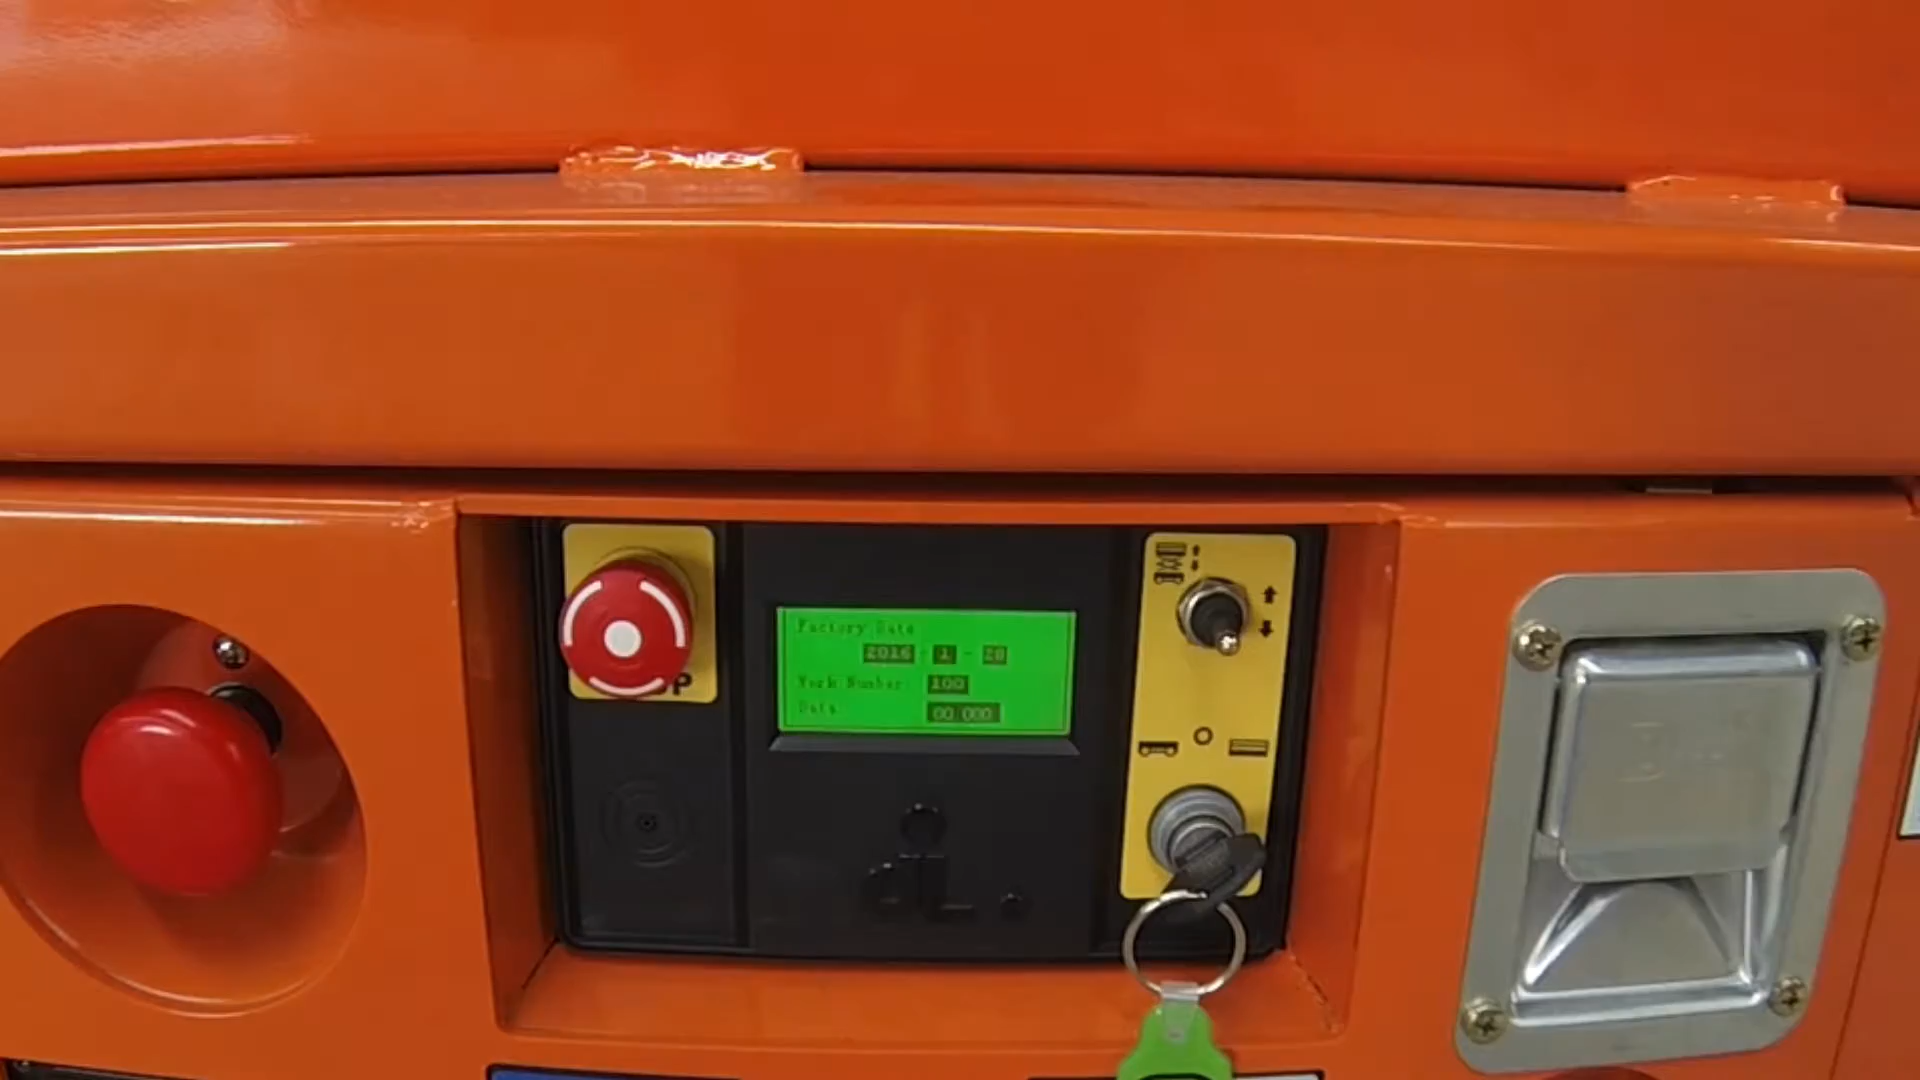 Factory Date
2016 - 1 - 28
Work Number 100
Data 00.000